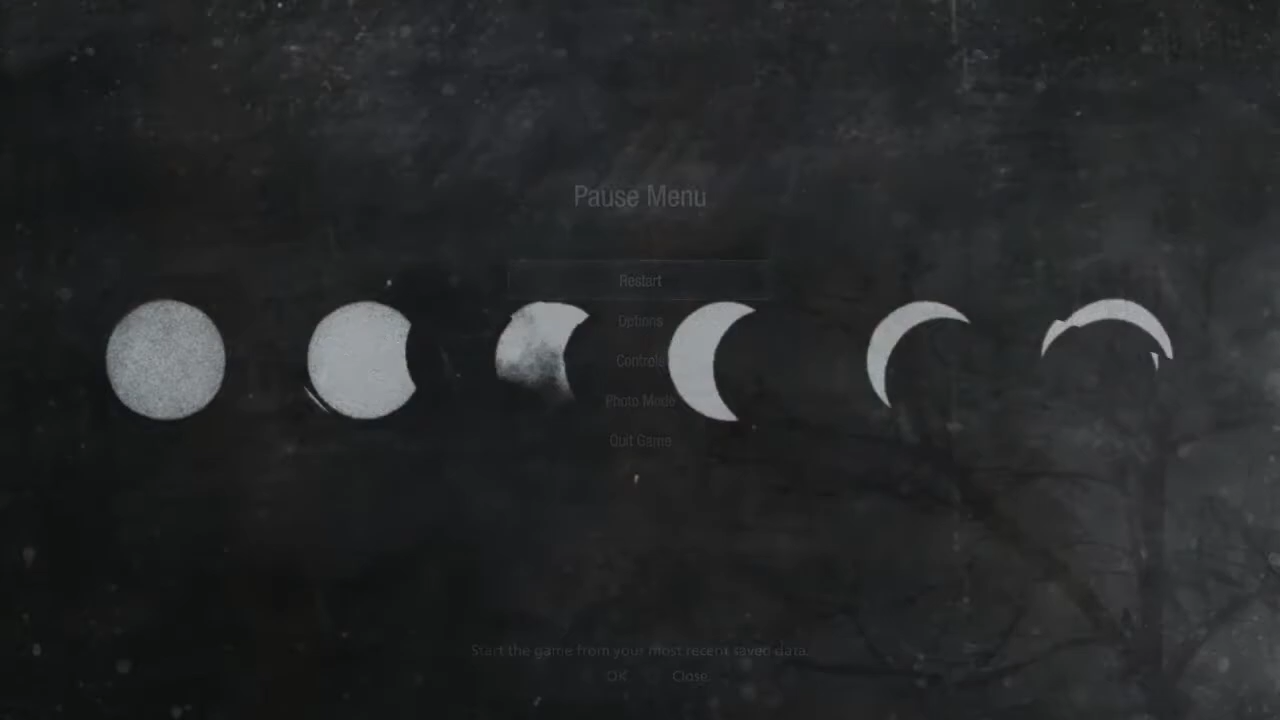 Pause Menu
Restart
Options
Controls
Photo Mode
Quit Game
Start the game from your most recent saved data.
OK Close